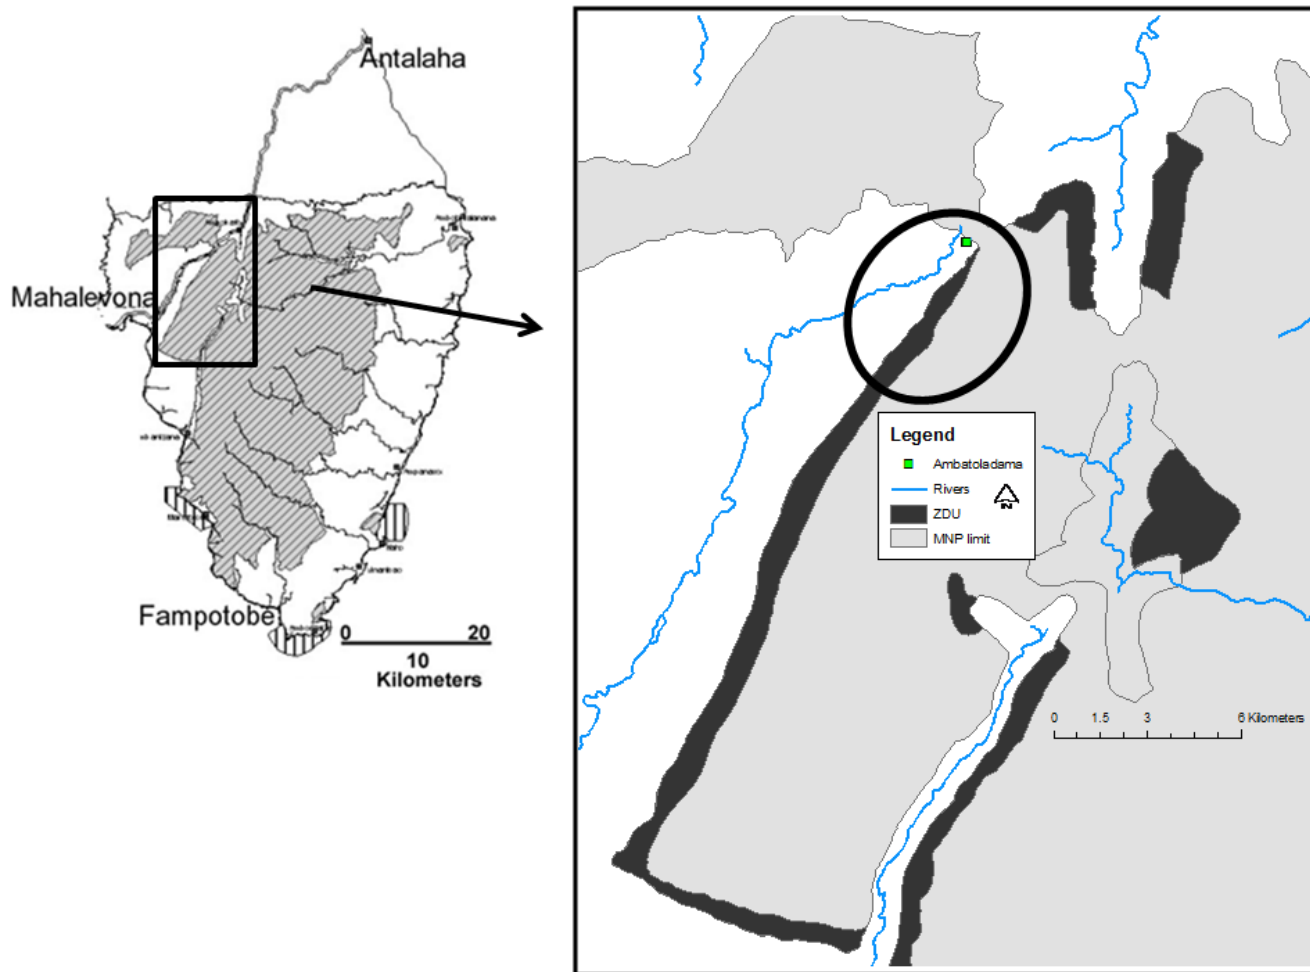 Antalaha
Mahalevona
Fampotobe
0 20
10
Kilometers
Legend
Ambatoladama
Rivers
ZDU
MNP limit
N
0 1.5 3 6 Kilometers